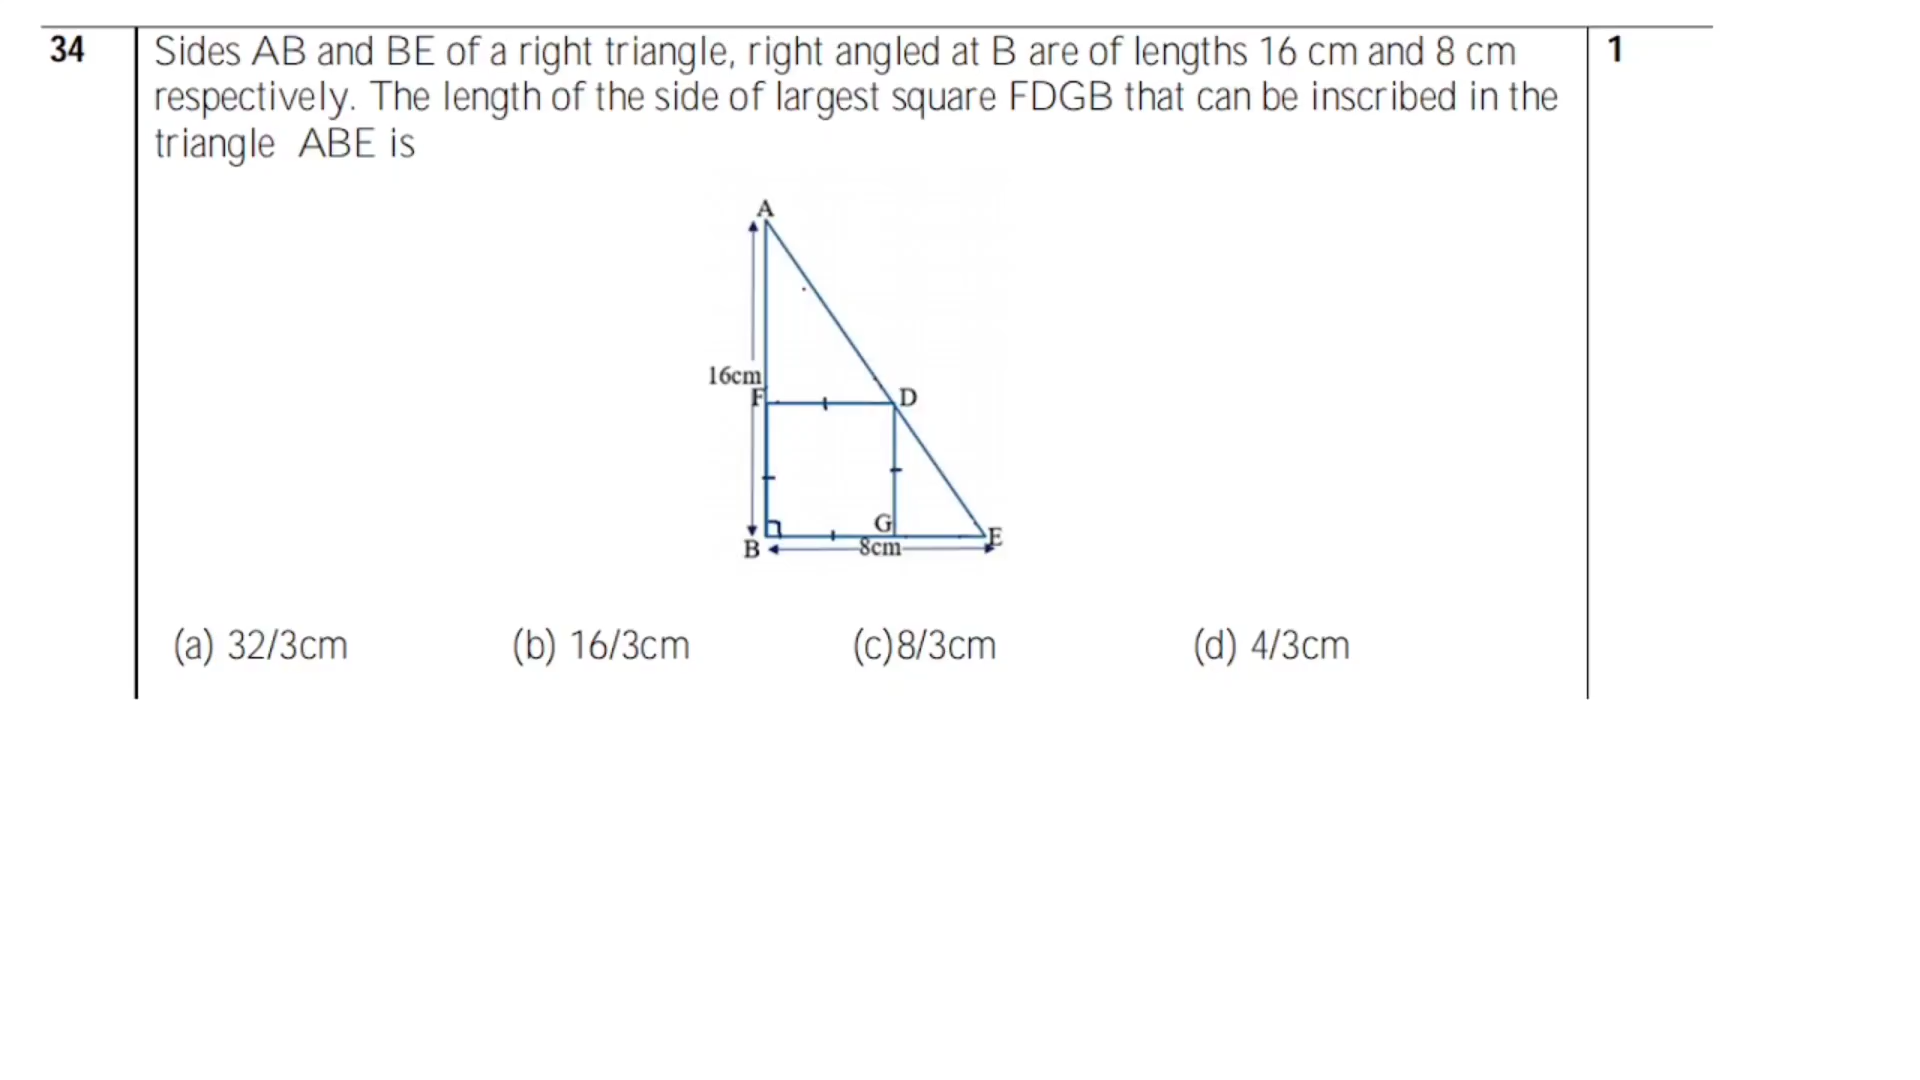 34 Sides AB and BE of a right triangle, right angled at B are of lengths 16 cm and 8 cm 1
respectively. The length of the side of largest square FDGB that can be inscribed in the
triangle ABE is
A
16cm
F D
G
B 8cm E
(a) 32/3cm (b) 16/3cm (c)8/3cm (d) 4/3cm